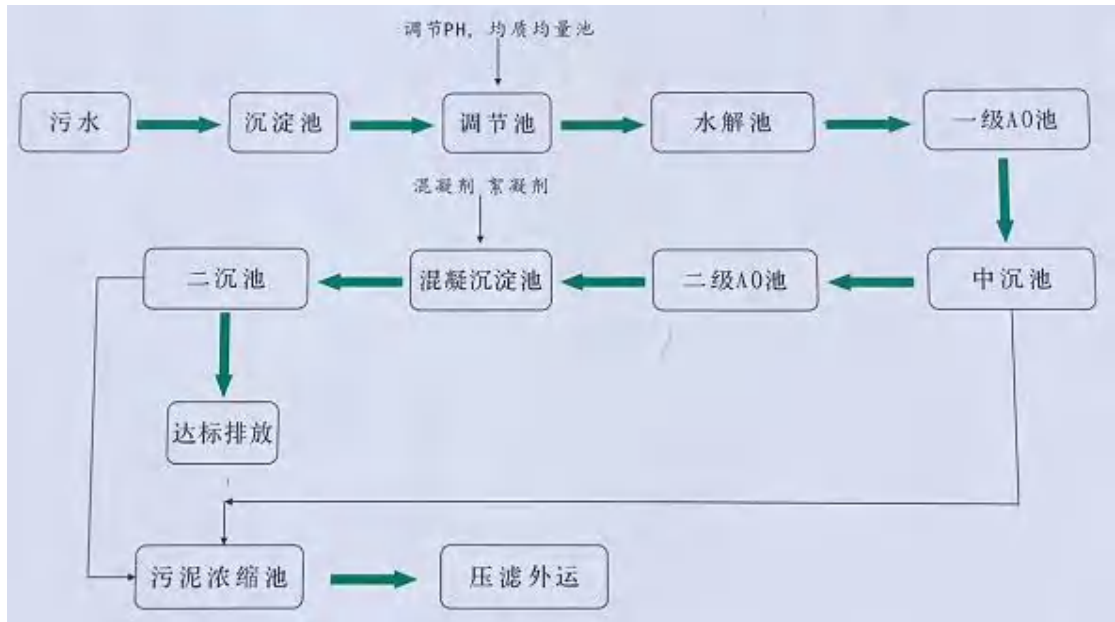 调节PH，均质均量池
污水
沉淀池
调节池
水解池
一级AO池
混凝剂 絮凝剂
二沉池
混凝沉淀池
二级AO池
中沉池
达标排放
污泥浓缩池
压滤外运